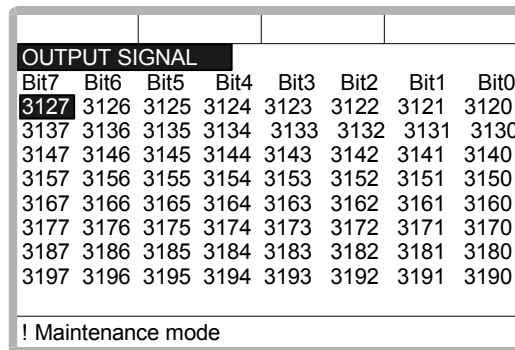 OUTPUT SIGNAL
Bit7 Bit6 Bit5 Bit4 Bit3 Bit2 Bit1 Bit0
3127 3126 3125 3124 3123 3122 3121 3120
3137 3136 3135 3134 3133 3132 3131 3130
3147 3146 3145 3144 3143 3142 3141 3140
3157 3156 3155 3154 3153 3152 3151 3150
3167 3166 3165 3164 3163 3162 3161 3160
3177 3176 3175 3174 3173 3172 3171 3170
3187 3186 3185 3184 3183 3182 3181 3180
3197 3196 3195 3194 3193 3192 3191 3190
! Maintenance mode